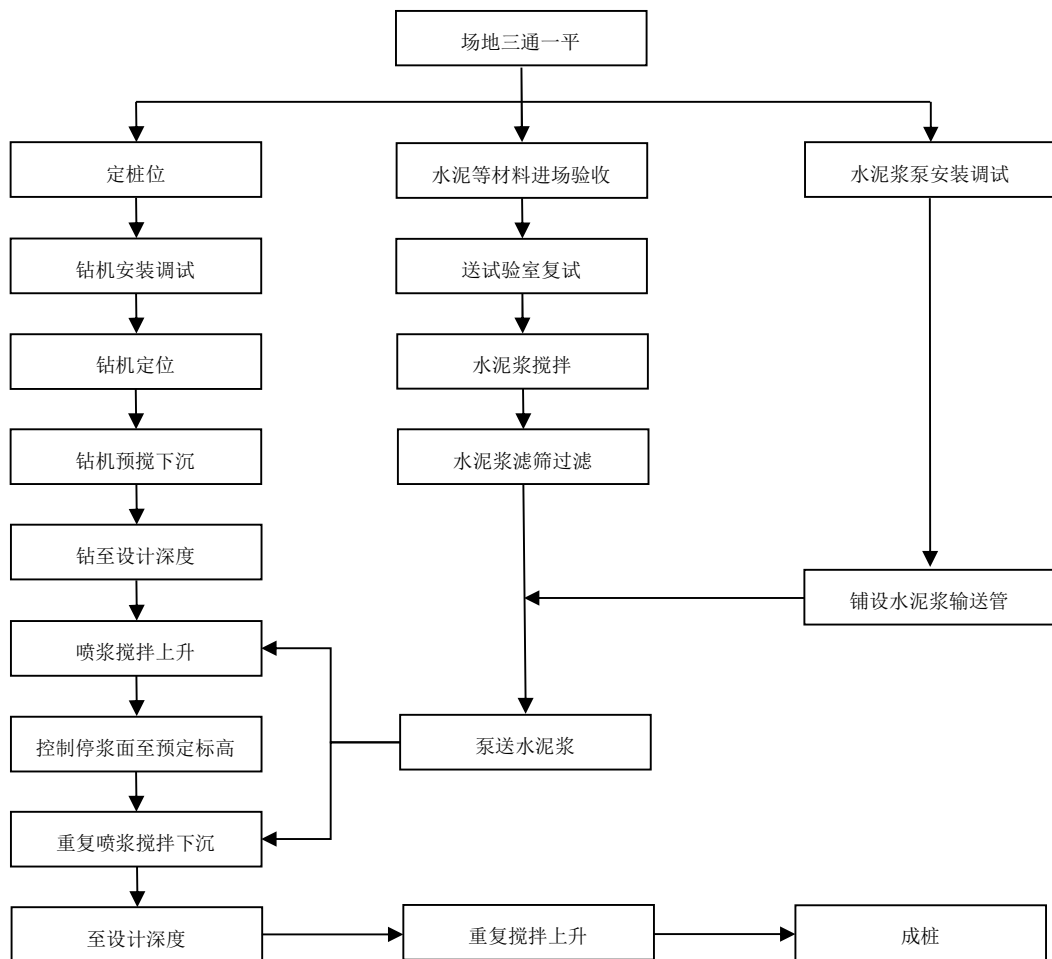 场地三通一平
定桩位
水泥等材料进场验收
水泥浆泵安装调试
钻机安装调试
送试验室复试
钻机定位
水泥浆搅拌
钻机预搅下沉
水泥浆滤筛过滤
钻至设计深度
铺设水泥浆输送管
喷浆搅拌上升
控制停浆面至预定标高
泵送水泥浆
重复喷浆搅拌下沉
至设计深度
重复搅拌上升
成桩